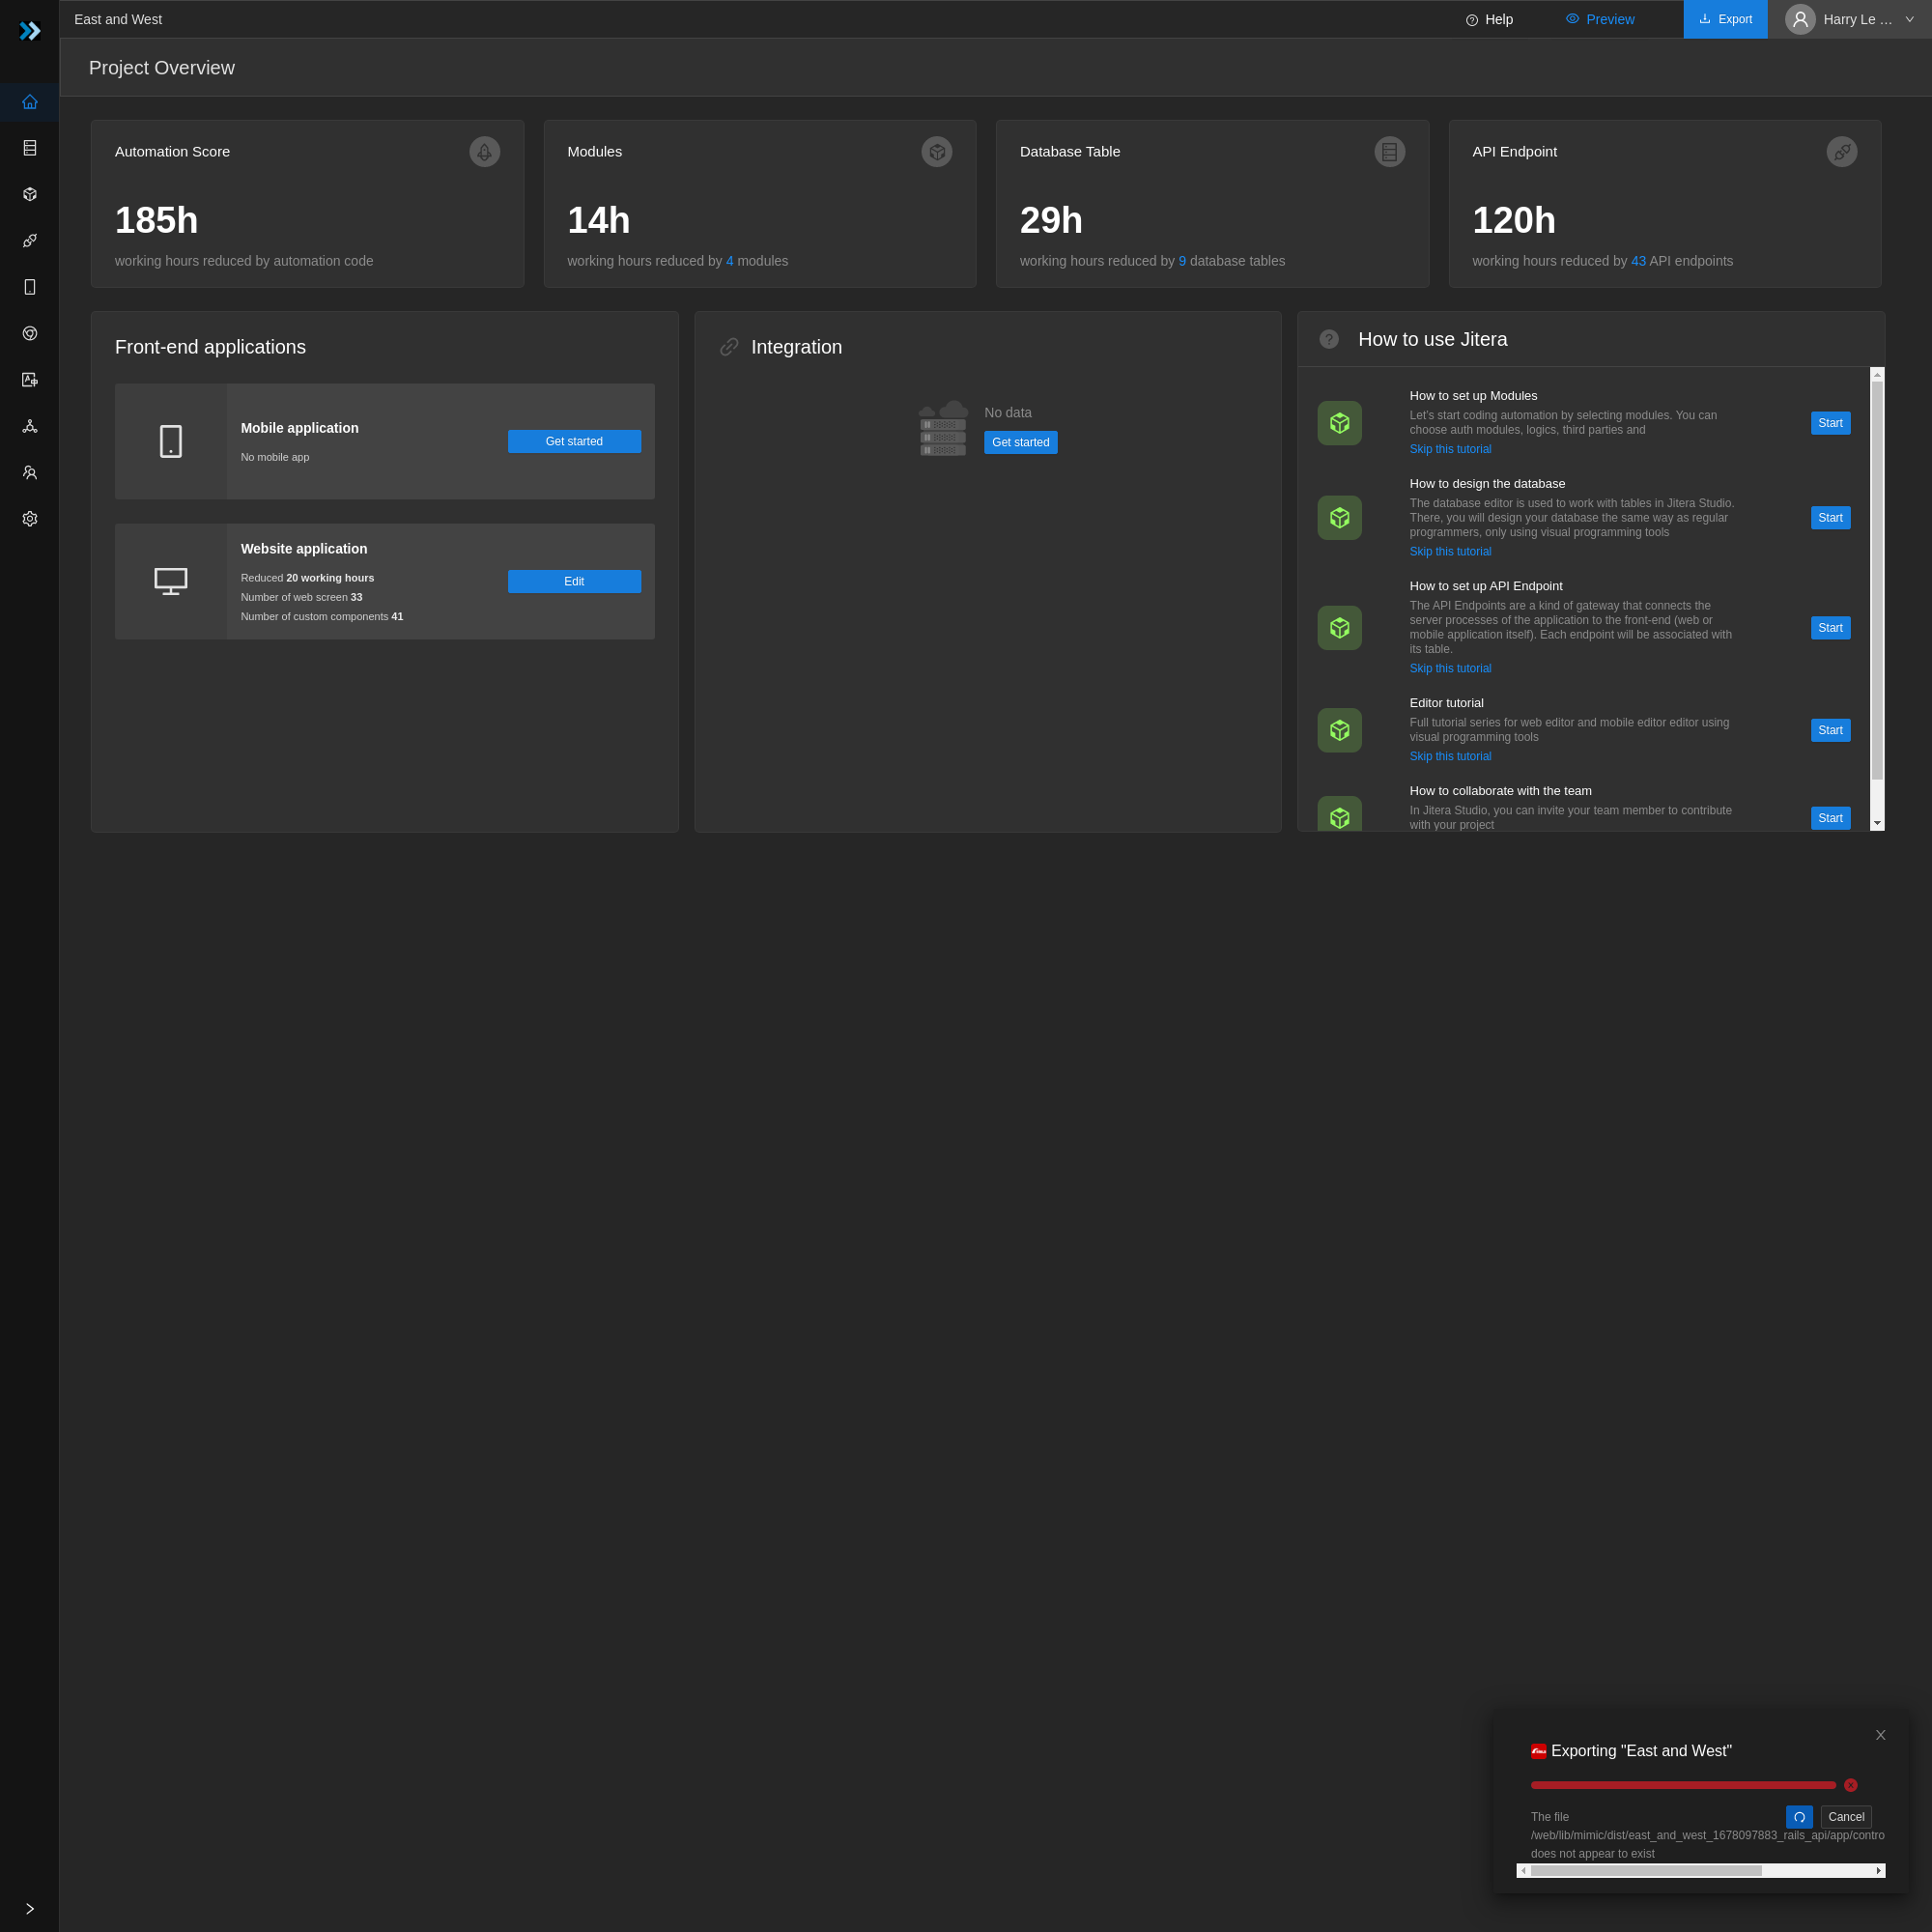 East and West
Help
Preview
Export
Harry Le ...
Project Overview
Automation Score
185h
working hours reduced by automation code
Modules
14h
working hours reduced by 4 modules
Database Table
29h
working hours reduced by 9 database tables
API Endpoint
120h
working hours reduced by 43 API endpoints
Front-end applications
Mobile application
No mobile app
Get started
Website application
Reduced 20 working hours
Number of web screen 33
Number of custom components 41
Edit
Integration
No data
Get started
How to use Jitera
How to set up Modules
Let's start coding automation by selecting modules. You can
choose auth modules, logics, third parties and
Skip this tutorial
Start
How to design the database
The database editor is used to work with tables in Jitera Studio.
There, you will design your database the same way as regular
programmers, only using visual programming tools
Skip this tutorial
Start
How to set up API Endpoint
The API Endpoints are a kind of gateway that connects the
server processes of the application to the front-end (web or
mobile application itself). Each endpoint will be associated with
its table.
Skip this tutorial
Start
Editor tutorial
Full tutorial series for web editor and mobile editor editor using
visual programming tools
Skip this tutorial
Start
How to collaborate with the team
In Jitera Studio, you can invite your team member to contribute
with your project
Start
Exporting "East and West"
The file
Cancel
/web/lib/mimic/dist/east_and_west_1678097883_rails_api/app/contro
does not appear to exist